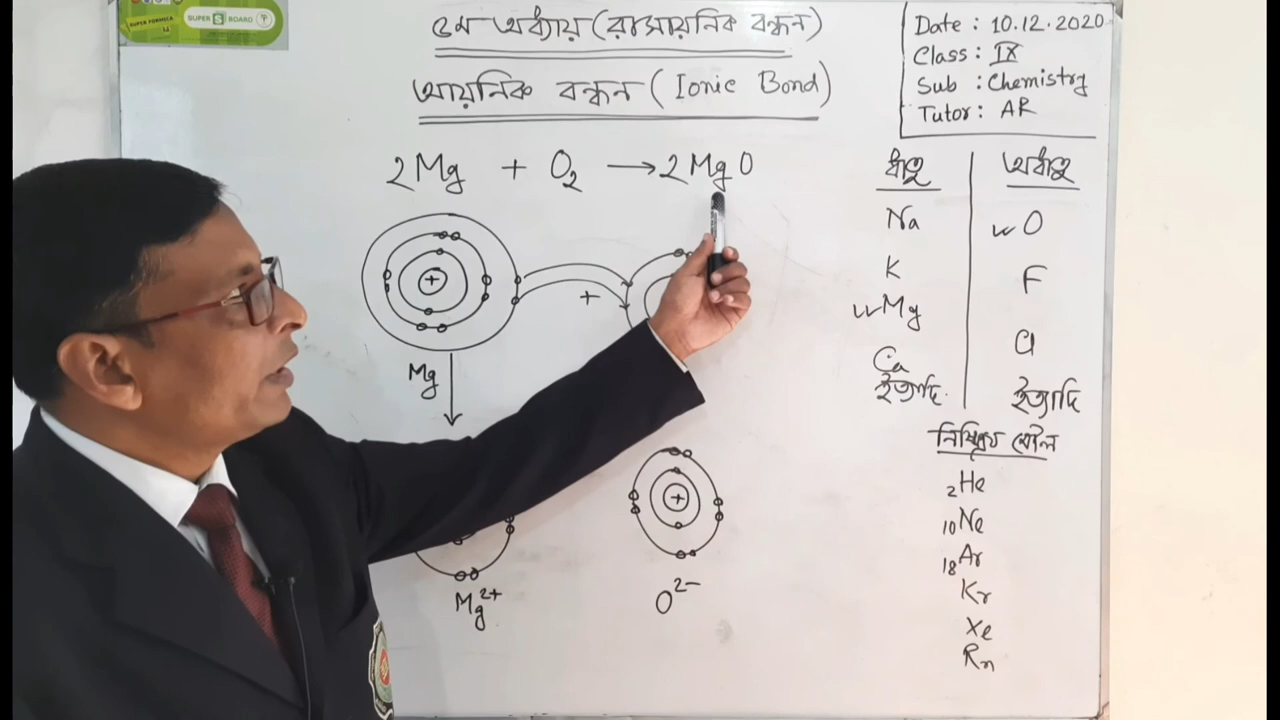 SUPER FONMECA
SUPER S BOARD
৫ম অধ্যায় (রাসায়নিক বন্ধন)
আয়নিক বন্ধন (Ionic Bond)
Date : 10.12.2020
Class : IX
Sub : Chemistry
Tutor : AR
2Mg + O₂ → 2MgO
+
+
Mg
+
Mg²⁺
O²⁻
ধাতু
Na
K
Mg
Ca
ইত্যাদি.
অধাতু
O
F
Cl
ইত্যাদি
নিষ্ক্রিয় মৌল
₂He
₁₀Ne
₁₈Ar
Kr
Xe
Rn